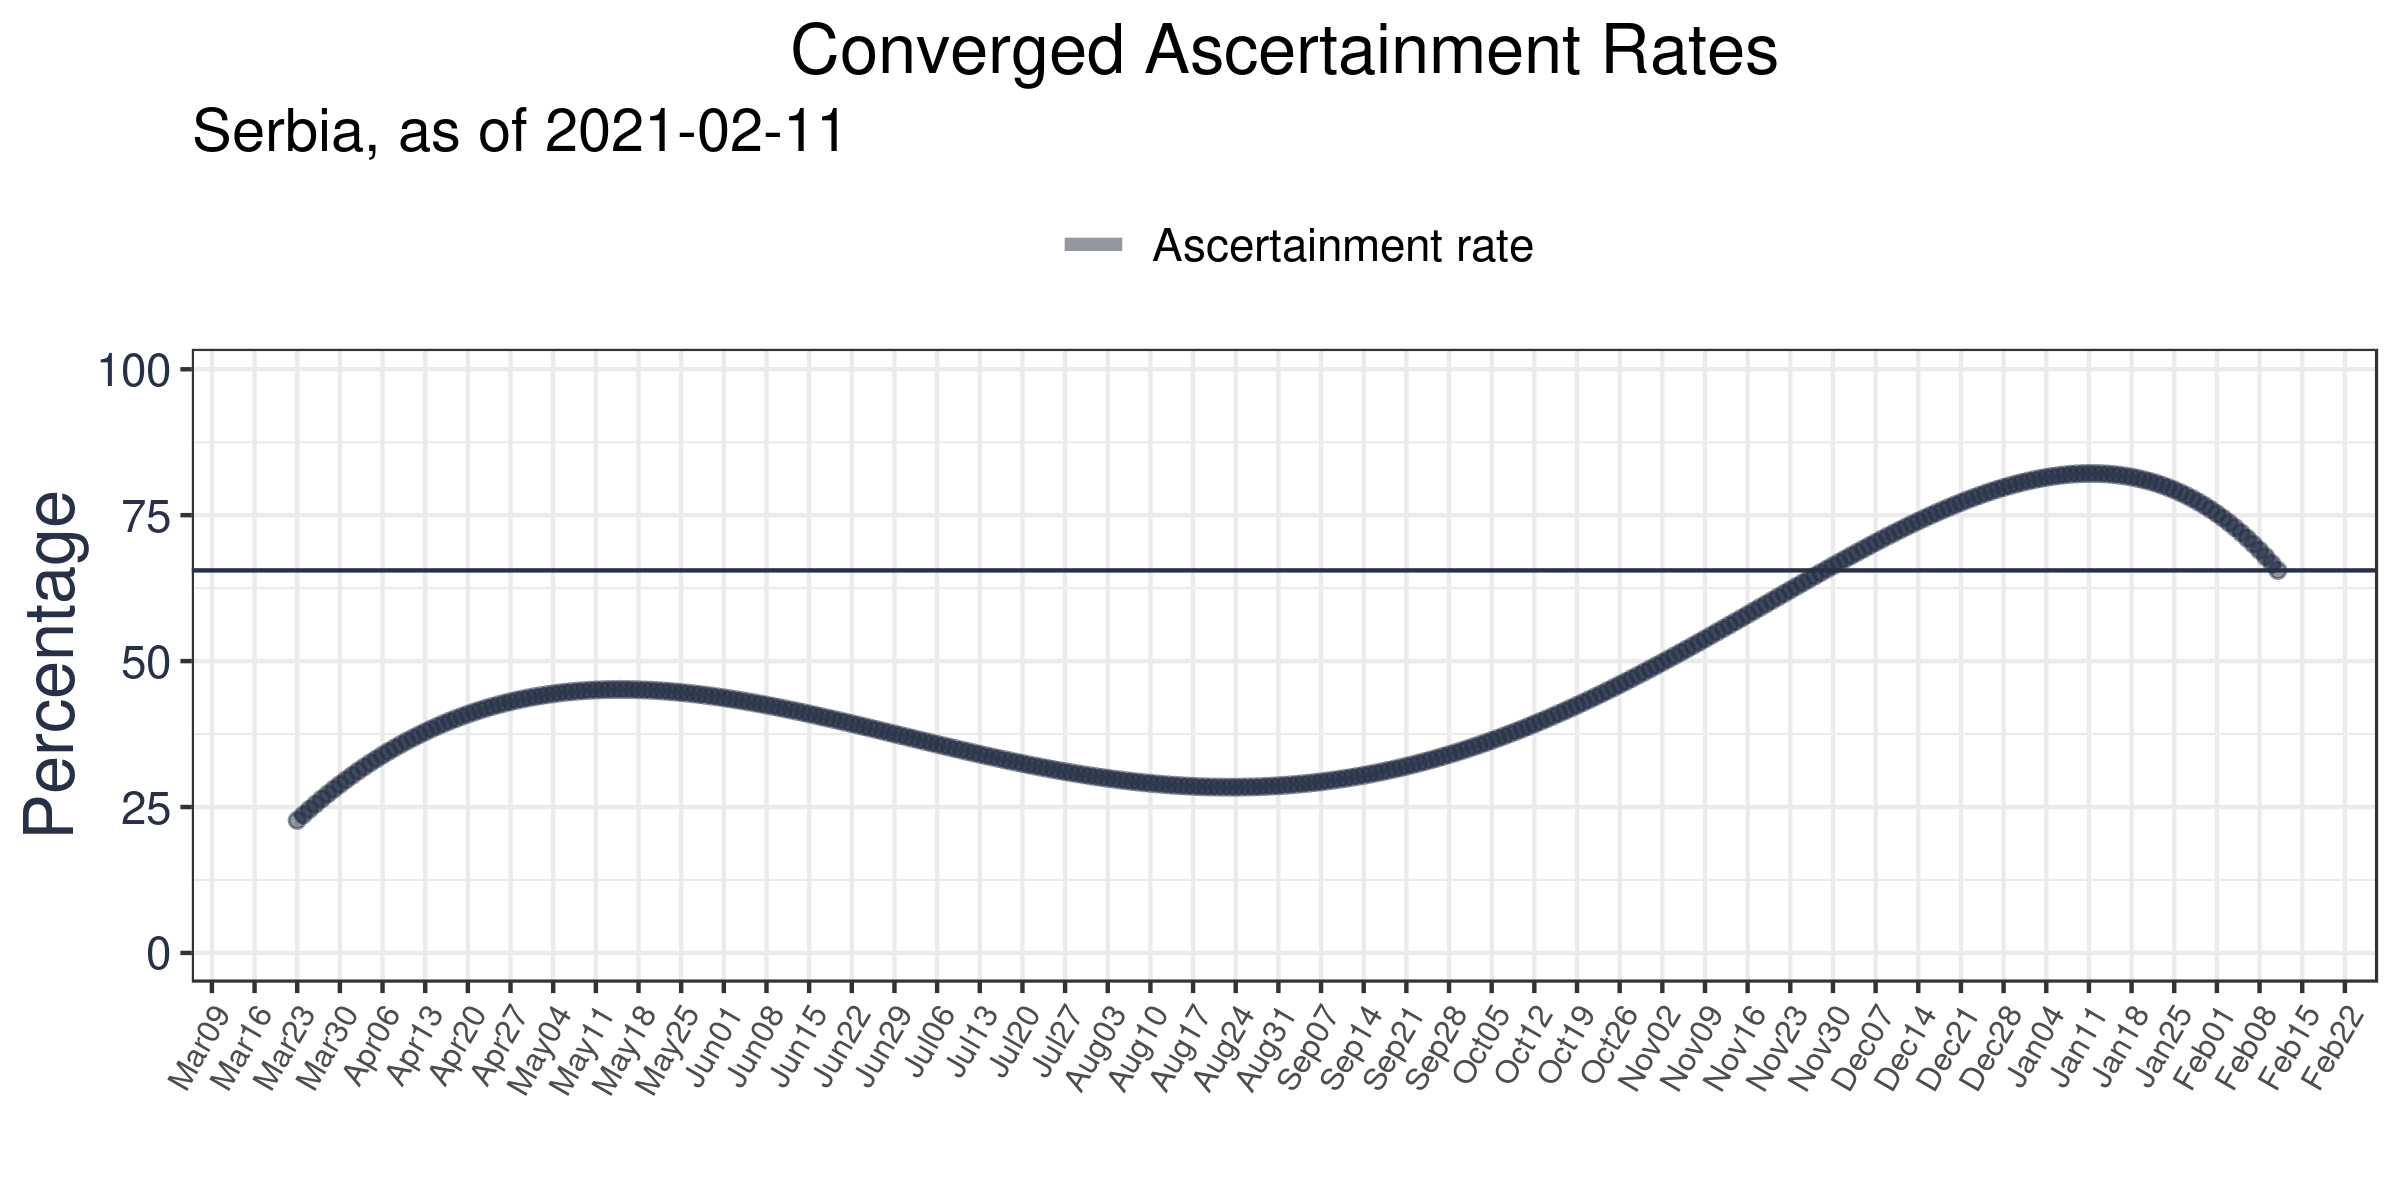 Converged Ascertainment Rates
Serbia, as of 2021-02-11
Ascertainment rate
Percentage
100
75
50
25
0
Mar09 Mar16 Mar23 Mar30 Apr06 Apr13 Apr20 Apr27 May04 May11 May18 May25 Jun01 Jun08 Jun15 Jun22 Jun29 Jul06 Jul13 Jul20 Jul27 Aug03 Aug10 Aug17 Aug24 Aug31 Sep07 Sep14 Sep21 Sep28 Oct05 Oct12 Oct19 Oct26 Nov02 Nov09 Nov16 Nov23 Nov30 Dec07 Dec14 Dec21 Dec28 Jan04 Jan11 Jan18 Jan25 Feb01 Feb08 Feb15 Feb22